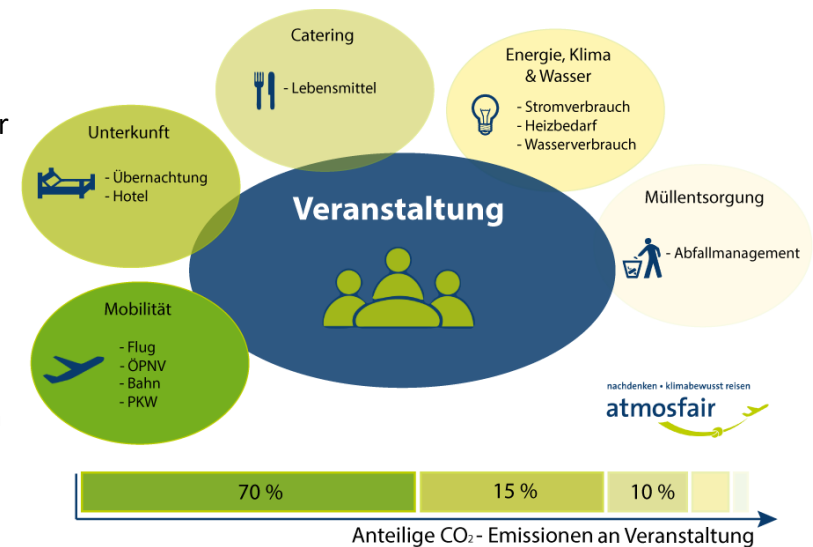 Catering
- Lebensmittel
Energie, Klima
& Wasser
- Stromverbrauch
- Heizbedarf
- Wasserverbrauch
r
Unterkunft
- Übernachtung
- Hotel
Veranstaltung
Müllentsorgung
- Abfallmanagement
Mobilität
- Flug
- ÖPNV
- Bahn
- PKW
nachdenken • klimabewusst reisen
atmosfair
70 %
15 %
10 %
Anteilige CO₂ - Emissionen an Veranstaltung